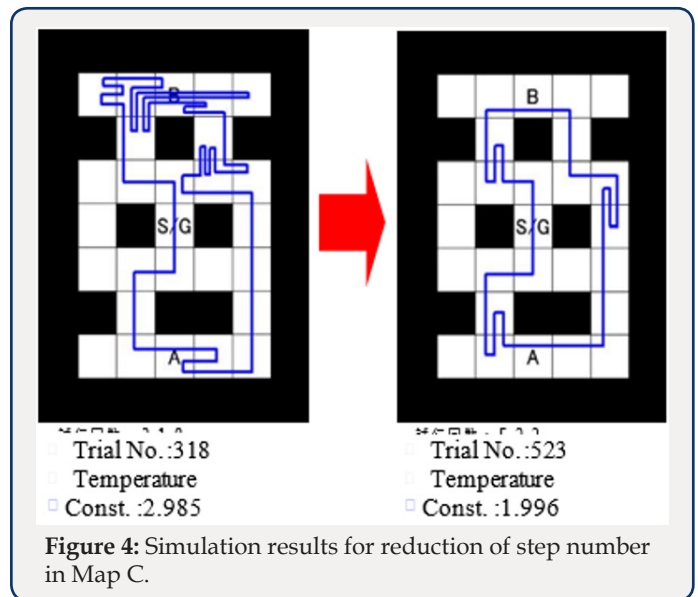 B
S/G
A
B
S/G
A
Trial No.:318
Temperature
Const. :2.985
Trial No.:523
Temperature
Const. :1.996
Figure 4: Simulation results for reduction of step number
in Map C.